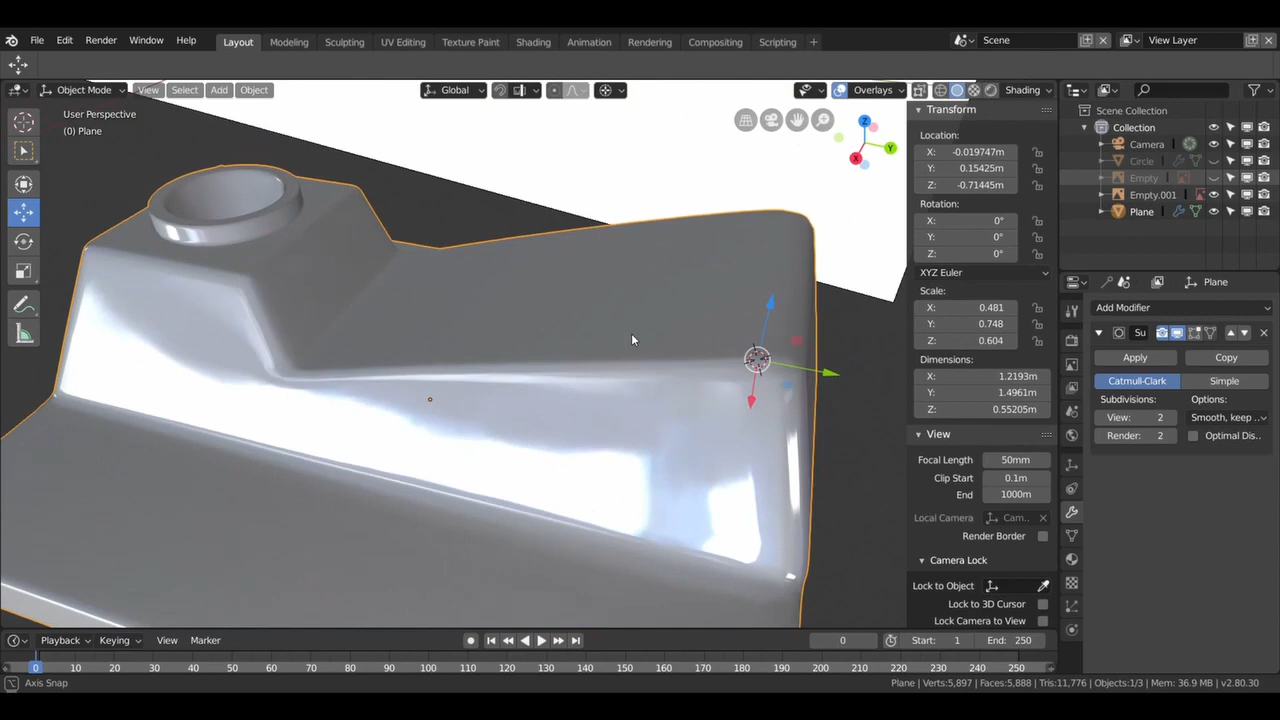 File Edit Render Window Help Layout Modeling Sculpting UV Editing Texture Paint Shading Animation Rendering Compositing Scripting + Scene View Layer
Object Mode View Select Add Object Global Overlays Shading
User Perspective
(0) Plane
Z
Y
X
Transform
Location:
X: -0.019747m
Y: 0.15425m
Z: -0.71445m
Rotation:
X: 0°
Y: 0°
Z: 0°
XYZ Euler
Scale:
X: 0.481
Y: 0.748
Z: 0.604
Dimensions:
X: 1.2193m
Y: 1.4961m
Z: 0.55205m
View
Focal Length 50mm
Clip Start 0.1m
End 1000m
Local Camera Cam..
Render Border
Camera Lock
Lock to Object
Lock to 3D Cursor
Lock Camera to View
Scene Collection
Collection
Camera
Circle
Empty
Empty.001
Plane
Plane
Add Modifier
Su
Apply Copy
Catmull-Clark Simple
Subdivisions: Options:
View: 2 Smooth, keep ..
Render: 2 Optimal Dis..
Playback Keying View Marker 0 Start: 1 End: 250
0 10 20 30 40 50 60 70 80 90 100 110 120 130 140 150 160 170 180 190 200 210 220 230 240 250
Axis Snap Plane | Verts:5,897 | Faces:5,888 | Tris:11,776 | Objects:1/3 | Mem: 36.9 MB | v2.80.30